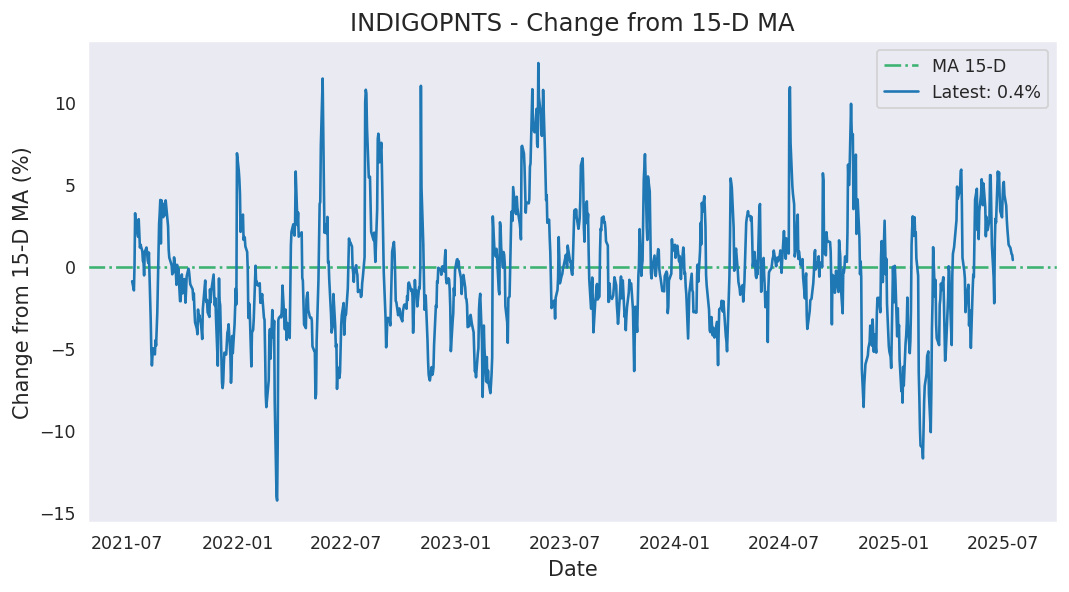 INDIGOPNTS - Change from 15-D MA
MA 15-D
Latest: 0.4%
Change from 15-D MA (%)
10
5
0
−5
−10
−15
2021-07 2022-01 2022-07 2023-01 2023-07 2024-01 2024-07 2025-01 2025-07
Date